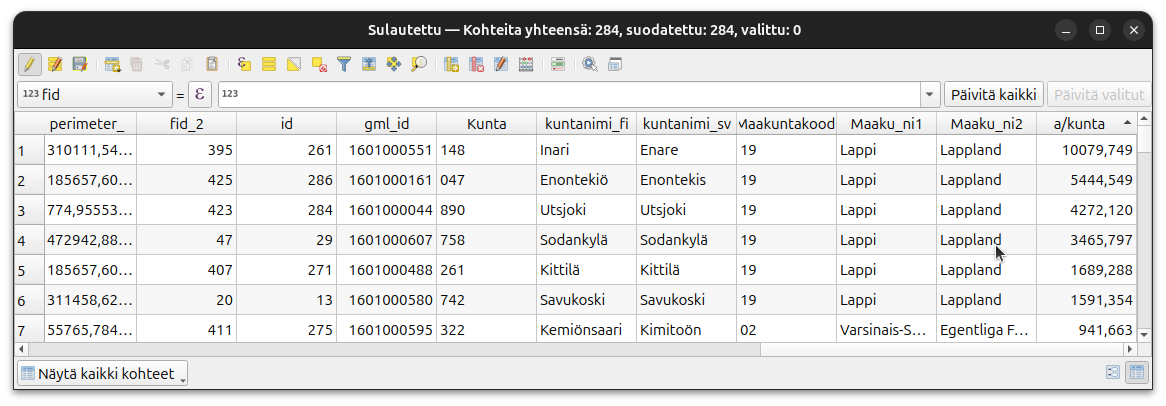 Sulautettu — Kohteita yhteensä: 284, suodatettu: 284, valittu: 0
123 fid = ε 123 Päivitä kaikki Päivitä valitut
perimeter_ fid_2 id gml_id Kunta kuntanimi_fi kuntanimi_sv Maakuntakood Maaku_ni1 Maaku_ni2 a/kunta
1 310111,54… 395 261 1601000551 148 Inari Enare 19 Lappi Lappland 10079,749
2 185657,60… 425 286 1601000161 047 Enontekiö Enontekis 19 Lappi Lappland 5444,549
3 774,95553… 423 284 1601000044 890 Utsjoki Utsjoki 19 Lappi Lappland 4272,120
4 472942,88… 47 29 1601000607 758 Sodankylä Sodankylä 19 Lappi Lappland 3465,797
5 185657,60… 407 271 1601000488 261 Kittilä Kittilä 19 Lappi Lappland 1689,288
6 311458,62… 20 13 1601000580 742 Savukoski Savukoski 19 Lappi Lappland 1591,354
7 55765,784… 411 275 1601000595 322 Kemiönsaari Kimitoön 02 Varsinais-S… Egentliga F… 941,663
Näytä kaikki kohteet